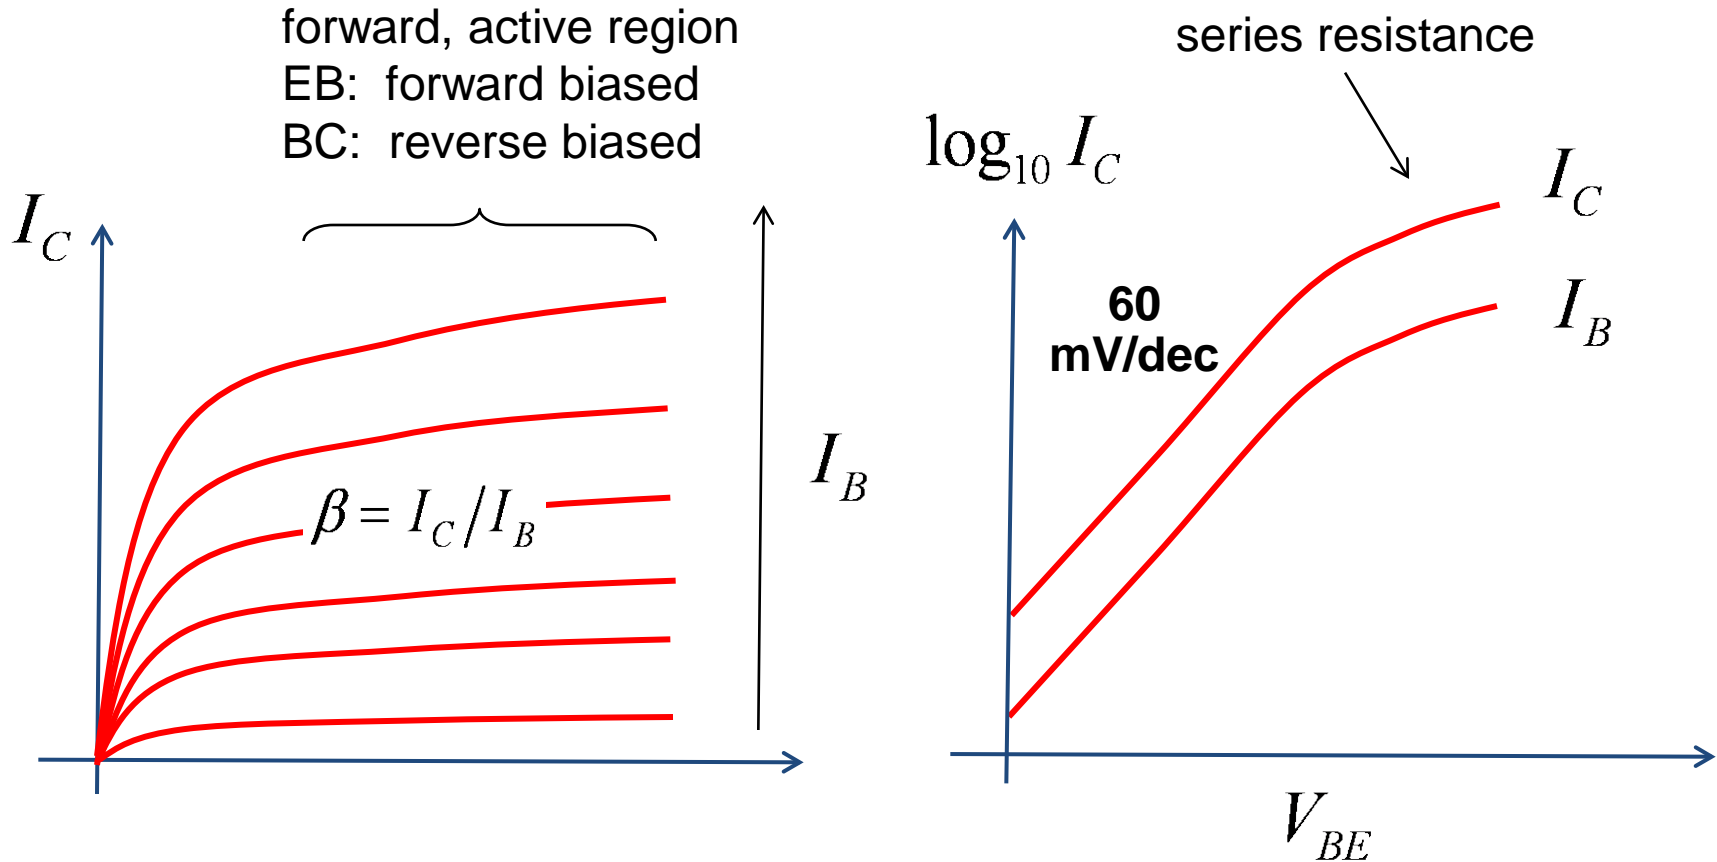 forward, active region
EB: forward biased
BC: reverse biased
I_C
β = I_C/I_B
I_B
series resistance
log_10 I_C
60
mV/dec
I_C
I_B
V_BE